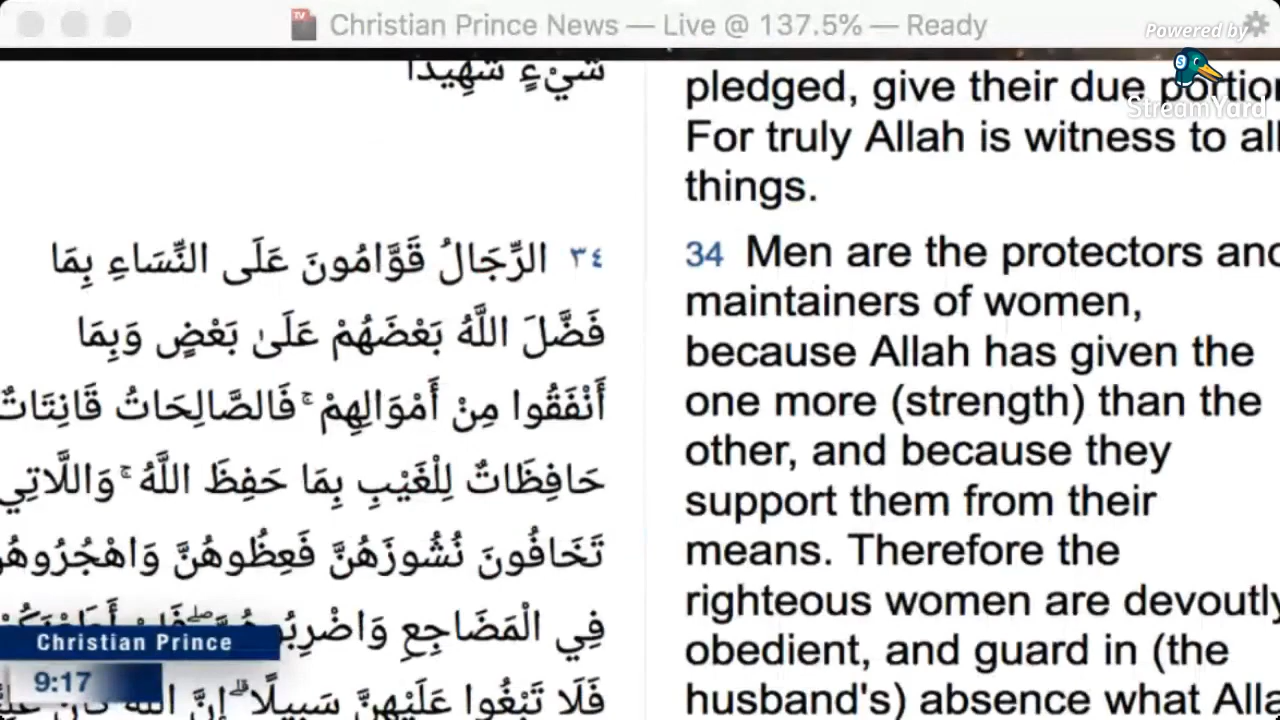 Christian Prince News — Live @ 137.5% — Ready
Powered by
StreamYard
شَيْءٍ شَهِيدًا
٣٤ الرِّجَالُ قَوَّامُونَ عَلَى النِّسَاءِ بِمَا
فَضَّلَ اللَّهُ بَعْضَهُمْ عَلَىٰ بَعْضٍ وَبِمَا
أَنْفَقُوا مِنْ أَمْوَالِهِمْ ۚ فَالصَّالِحَاتُ قَانِتَاتٌ
حَافِظَاتٌ لِلْغَيْبِ بِمَا حَفِظَ اللَّهُ ۚ وَاللَّاتِي
تَخَافُونَ نُشُوزَهُنَّ فَعِظُوهُنَّ وَاهْجُرُوهُنَّ
فِي الْمَضَاجِعِ وَاضْرِبُوهُنَّ ۖ فَإِنْ أَطَعْنَكُمْ
فَلَا تَبْغُوا عَلَيْهِنَّ سَبِيلًا ۗ إِنَّ اللَّهَ كَانَ
pledged, give their due portion
For truly Allah is witness to all
things.
34 Men are the protectors and
maintainers of women,
because Allah has given the
one more (strength) than the
other, and because they
support them from their
means. Therefore the
righteous women are devoutly
obedient, and guard in (the
husband's) absence what Alla
Christian Prince
9:17